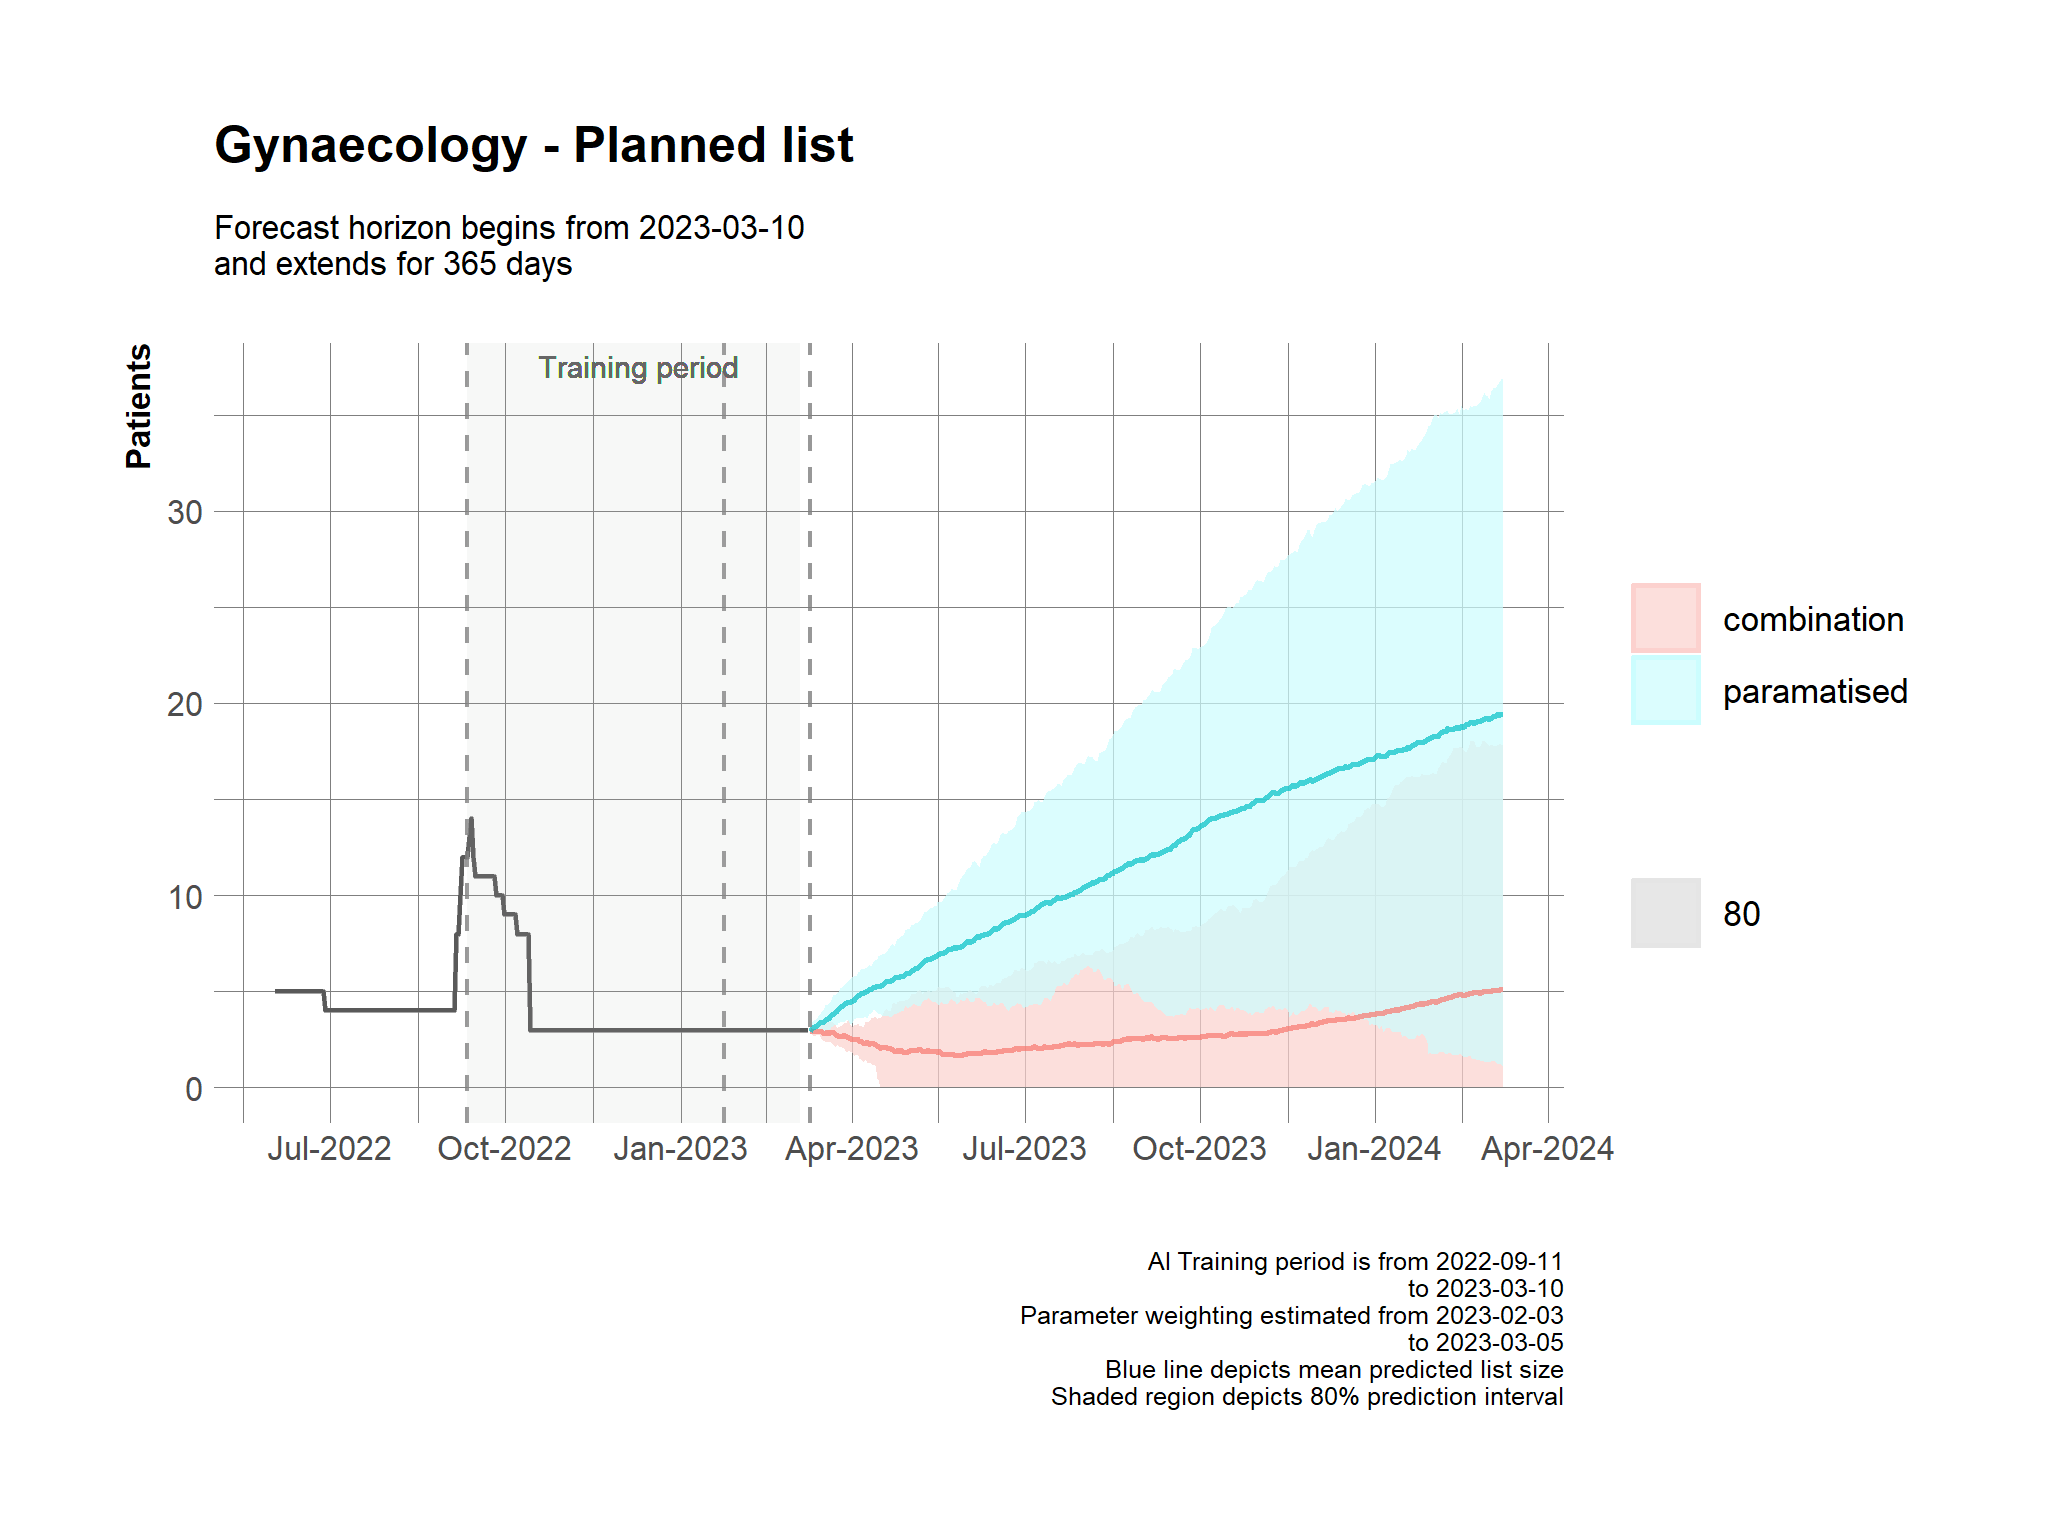 Gynaecology - Planned list
Forecast horizon begins from 2023-03-10
and extends for 365 days
Patients
Training period
30
20
10
0
Jul-2022
Oct-2022
Jan-2023
Apr-2023
Jul-2023
Oct-2023
Jan-2024
Apr-2024
combination
paramatised
80
AI Training period is from 2022-09-11
to 2023-03-10
Parameter weighting estimated from 2023-02-03
to 2023-03-05
Blue line depicts mean predicted list size
Shaded region depicts 80% prediction interval